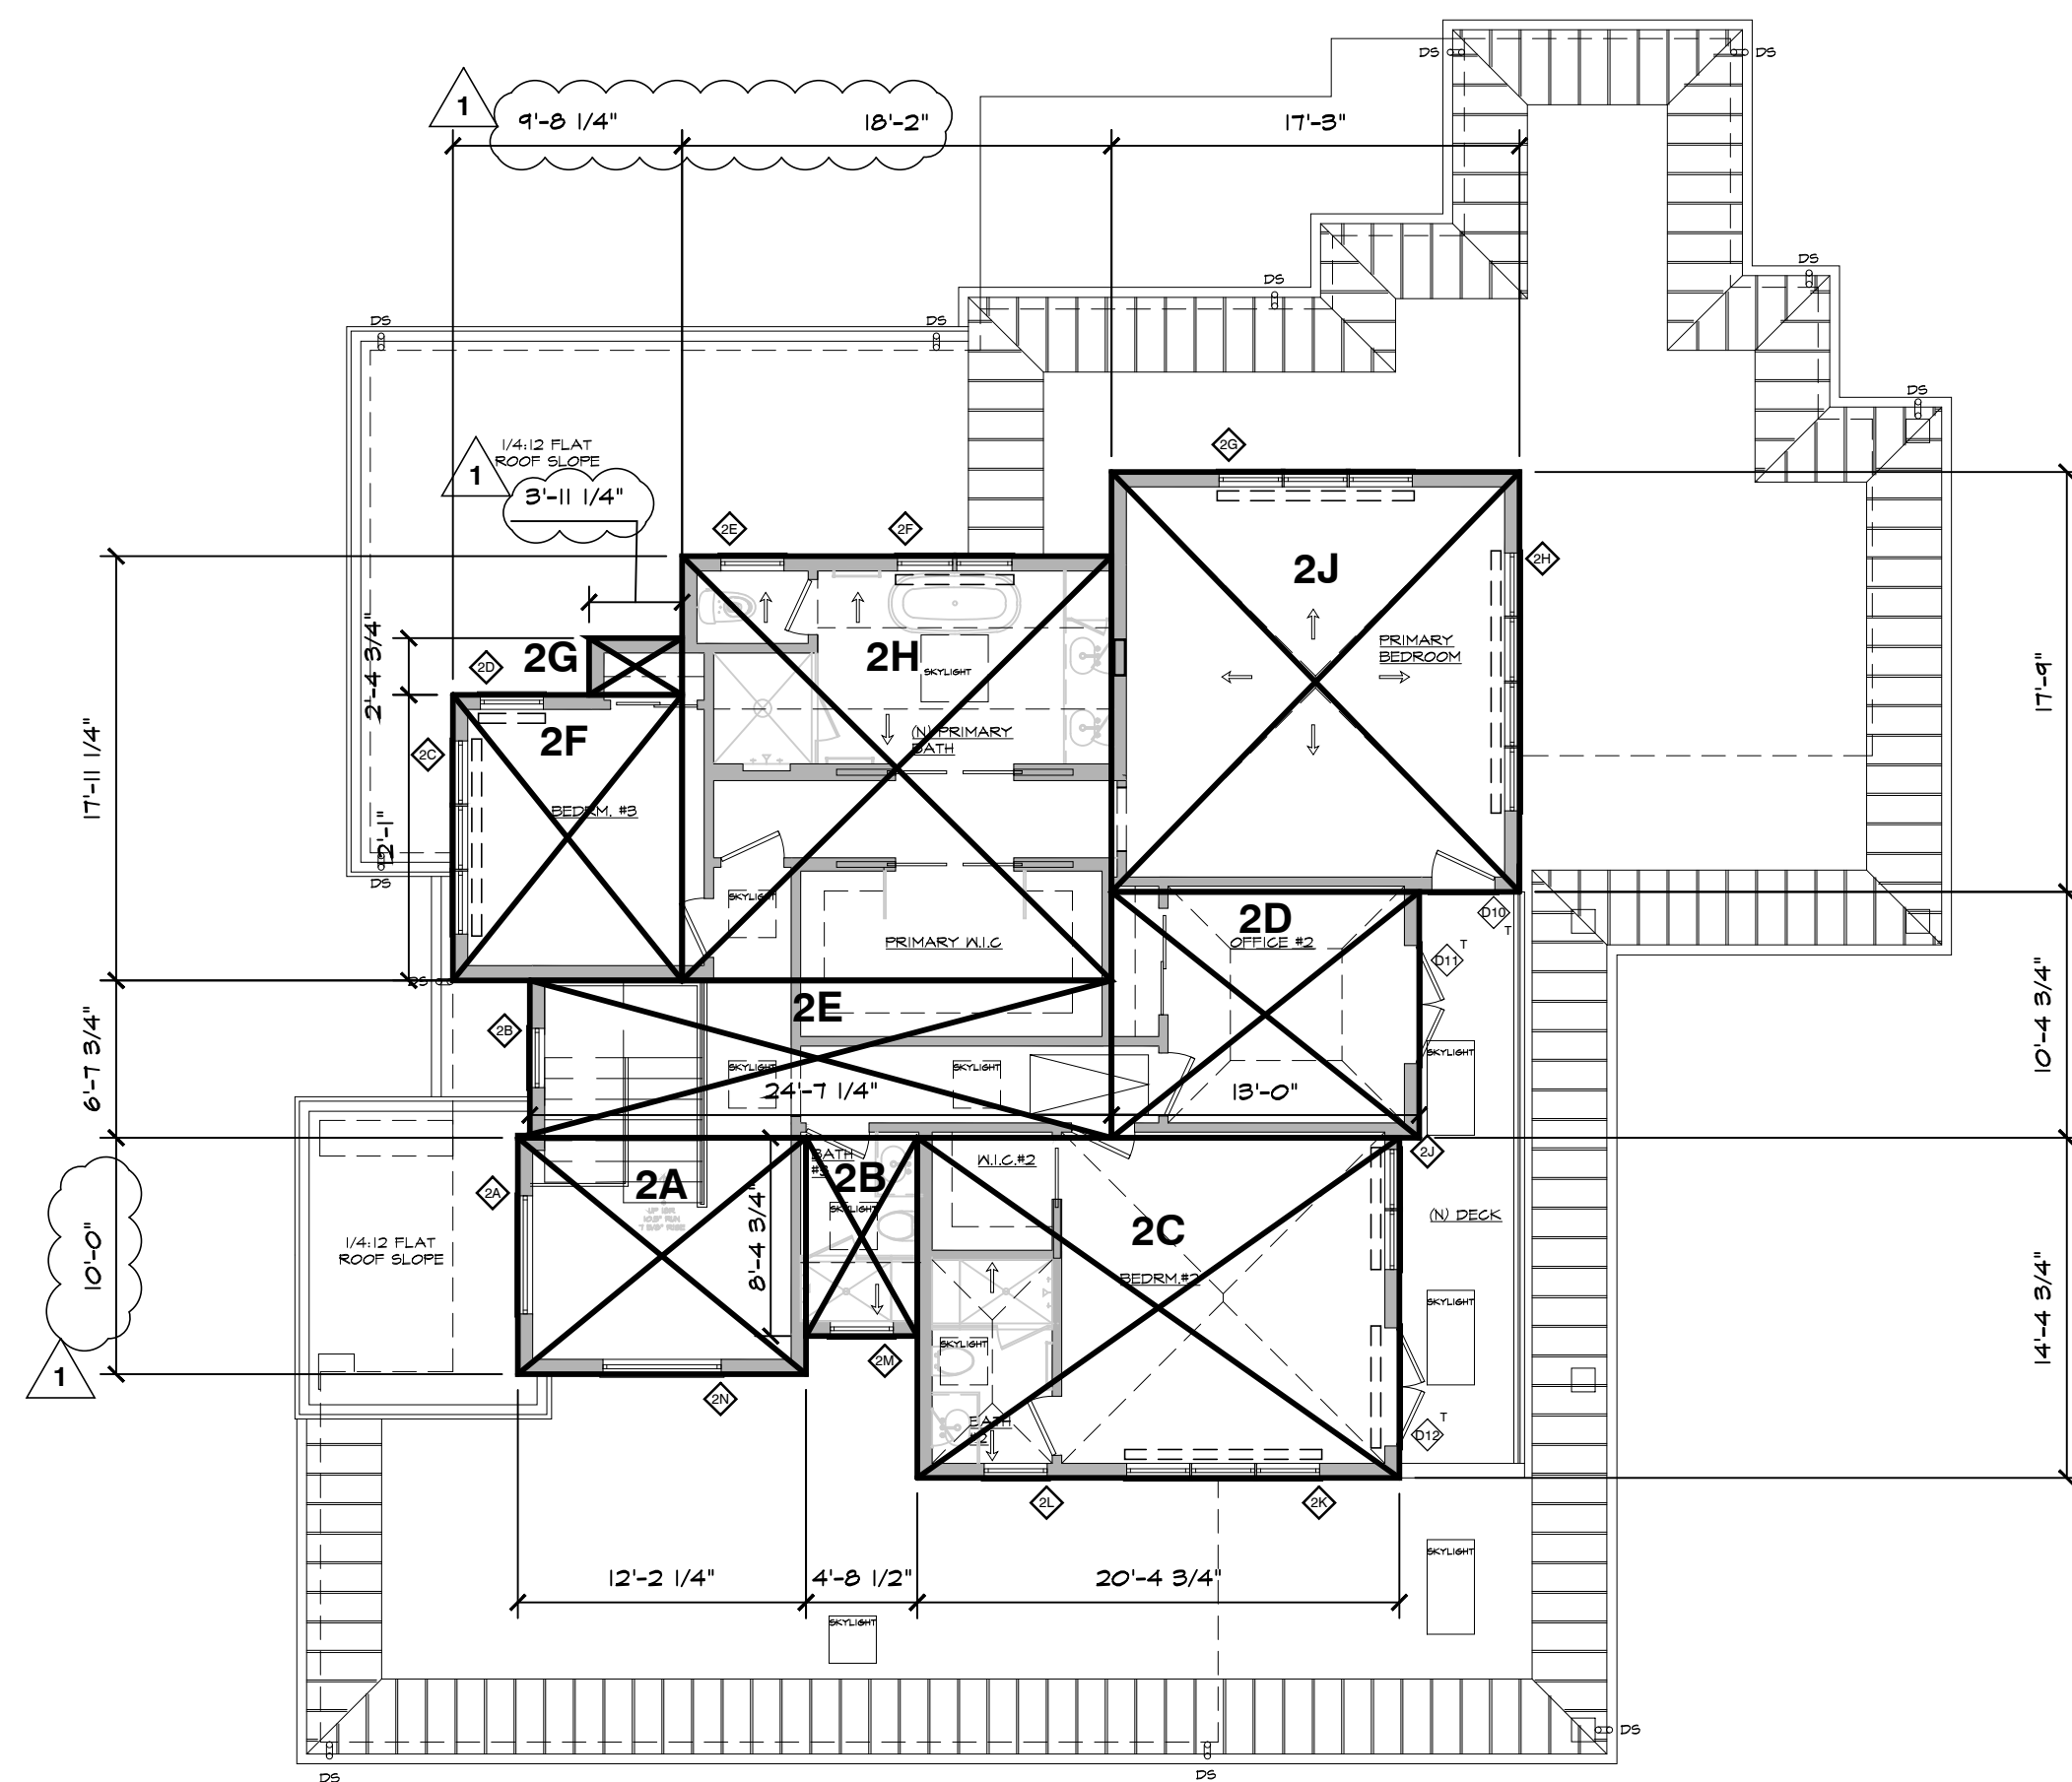 DS
DS
1
9'-8 1/4"
18'-2"
17'-3"
DS
DS
DS
DS
DS
1
1/4:12 FLAT
ROOF SLOPE
3'-11 1/4"
2G
2E
2F
2H
2J
2H
2G
SKYLIGHT
PRIMARY
BEDROOM
2D
2'-4 3/4"
17'-9"
2F
2C
(N) PRIMARY
BATH
17'-11 1/4"
BEDRM. #3
12'-1"
DS
SKYLIGHT
PRIMARY W.I.C
2D
OFFICE #2
D10
T
T
D11
DS
2E
2B
6'-7 3/4"
10'-4 3/4"
SKYLIGHT
SKYLIGHT
SKYLIGHT
24'-7 1/4"
13'-0"
BATH
W.I.C.#2
2J
2A
2A
2B
SKYLIGHT
8'-4 3/4"
2C
(N) DECK
10'-0"
1/4:12 FLAT
ROOF SLOPE
BEDRM.#2
SKYLIGHT
14'-4 3/4"
SKYLIGHT
2M
1
2N
BATH
#2
T
D12
2L
2K
SKYLIGHT
12'-2 1/4"
4'-8 1/2"
20'-4 3/4"
SKYLIGHT
DS
DS
DS